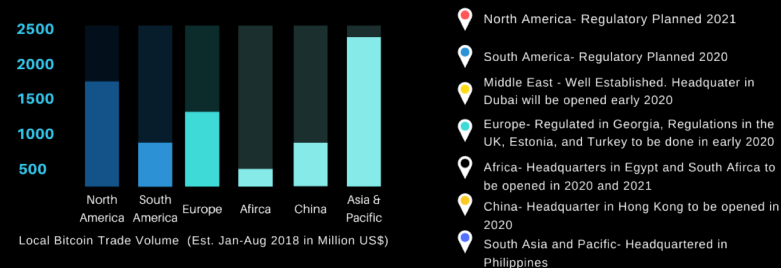 2500
2000
1500
1000
500
North America
South America
Europe
Afirca
China
Asia & Pacific
Local Bitcoin Trade Volume (Est. Jan-Aug 2018 in Million US$)
North America- Regulatory Planned 2021
South America- Regulatory Planned 2020
Middle East - Well Established. Headquater in
Dubai will be opened early 2020
Europe- Regulated in Georgia, Regulations in the
UK, Estonia, and Turkey to be done in early 2020
Africa- Headquarters in Egypt and South Afirca to
be opened in 2020 and 2021
China- Headquarter in Hong Kong to be opened in
2020
South Asia and Pacific- Headquartered in
Philippines